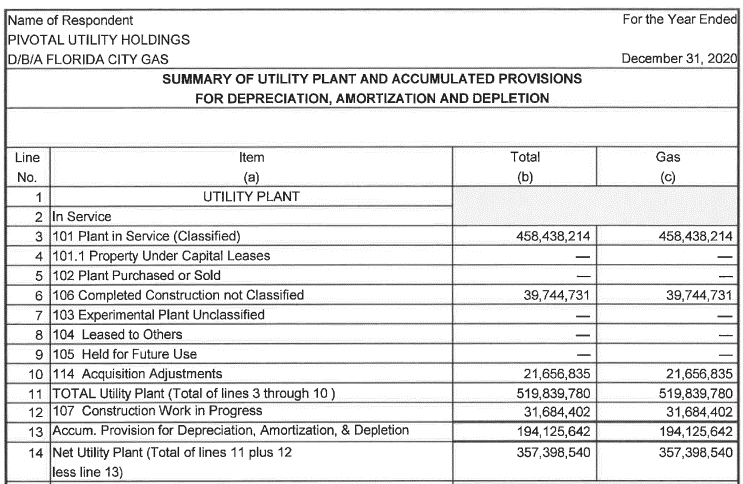 Name of Respondent For the Year Ended
PIVOTAL UTILITY HOLDINGS
D/B/A FLORIDA CITY GAS December 31, 2020
SUMMARY OF UTILITY PLANT AND ACCUMULATED PROVISIONS
FOR DEPRECIATION, AMORTIZATION AND DEPLETION
Line Item Total Gas
No. (a) (b) (c)
1 UTILITY PLANT
2 In Service
3 101 Plant in Service (Classified) 458,438,214 458,438,214
4 101.1 Property Under Capital Leases — —
5 102 Plant Purchased or Sold — —
6 106 Completed Construction not Classified 39,744,731 39,744,731
7 103 Experimental Plant Unclassified — —
8 104 Leased to Others — —
9 105 Held for Future Use — —
10 114 Acquisition Adjustments 21,656,835 21,656,835
11 TOTAL Utility Plant (Total of lines 3 through 10 ) 519,839,780 519,839,780
12 107 Construction Work in Progress 31,684,402 31,684,402
13 Accum. Provision for Depreciation, Amortization, & Depletion 194,125,642 194,125,642
14 Net Utility Plant (Total of lines 11 plus 12 357,398,540 357,398,540
less line 13)